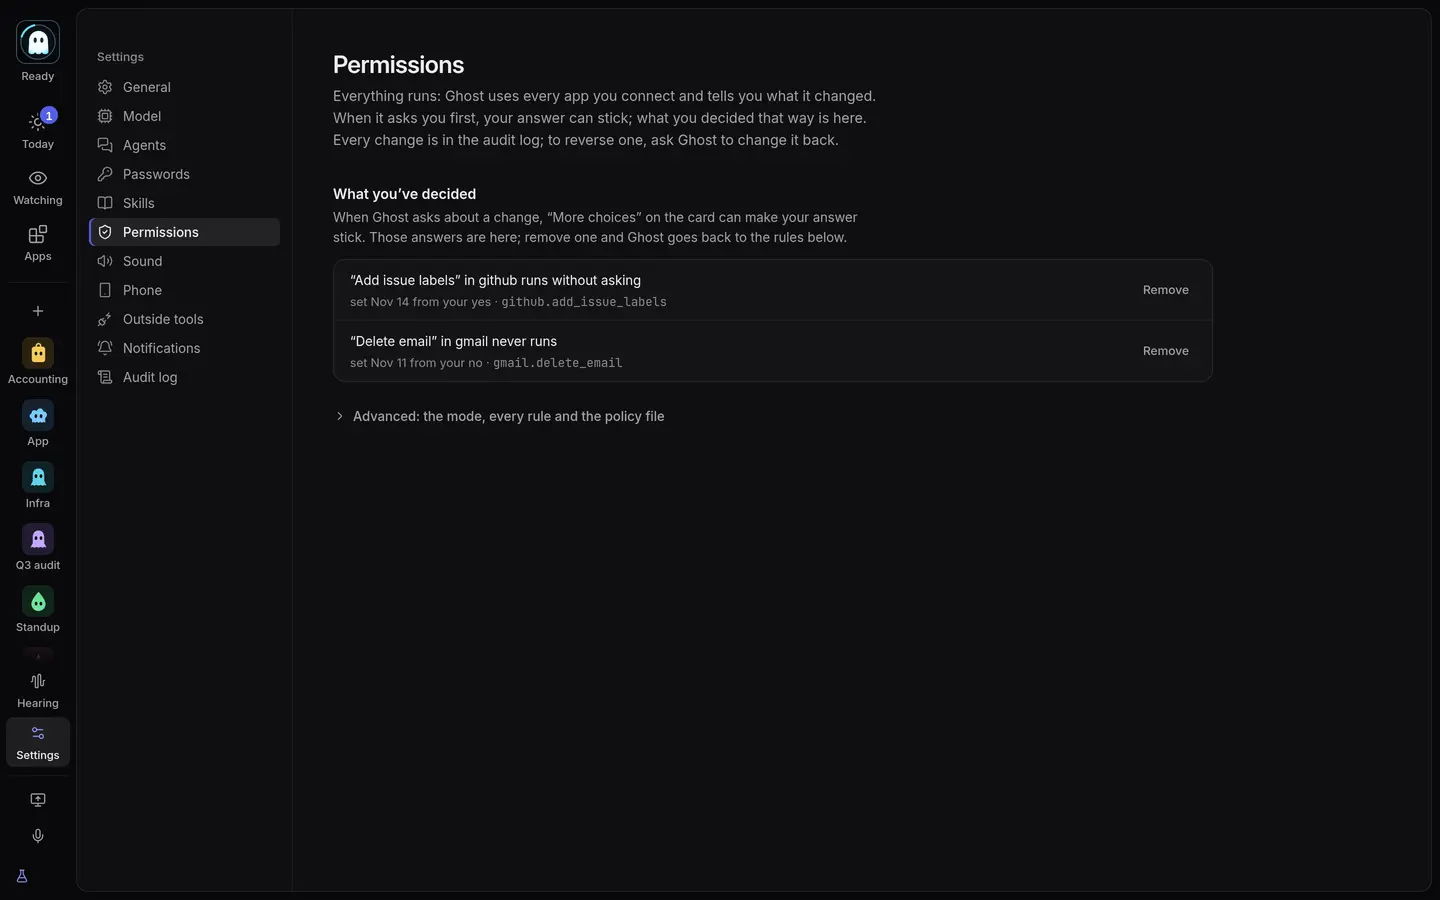 Ready
1
Today
Watching
Apps
Accounting
App
Infra
Q3 audit
Standup
Hearing
Settings
Settings
General
Model
Agents
Passwords
Skills
Permissions
Sound
Phone
Outside tools
Notifications
Audit log
Permissions
Everything runs: Ghost uses every app you connect and tells you what it changed.
When it asks you first, your answer can stick; what you decided that way is here.
Every change is in the audit log; to reverse one, ask Ghost to change it back.
What you’ve decided
When Ghost asks about a change, “More choices” on the card can make your answer
stick. Those answers are here; remove one and Ghost goes back to the rules below.
“Add issue labels” in github runs without asking
set Nov 14 from your yes · github.add_issue_labels
Remove
“Delete email” in gmail never runs
set Nov 11 from your no · gmail.delete_email
Remove
Advanced: the mode, every rule and the policy file